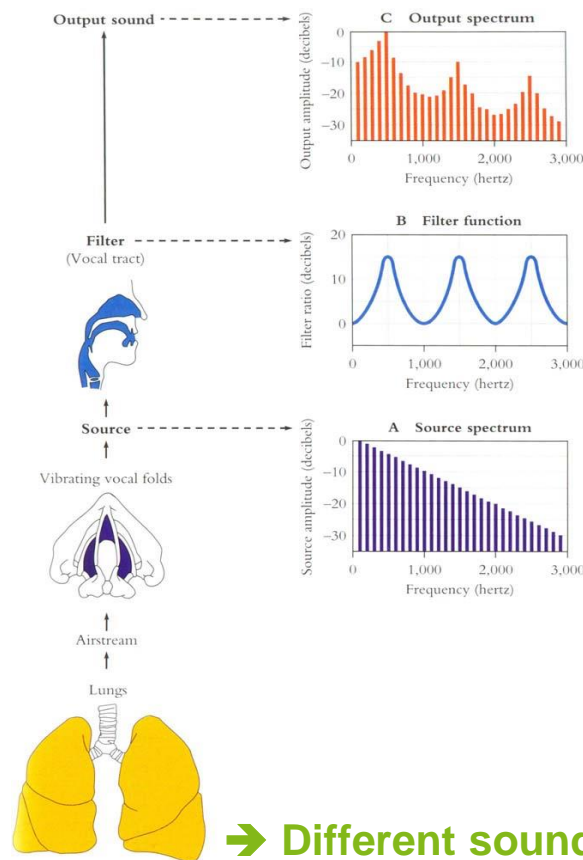 Output sound
C Output spectrum
Output amplitude (decibels)
0
−10
−20
−30
0 1,000 2,000 3,000
Frequency (hertz)
Filter
(Vocal tract)
B Filter function
Filter ratio (decibels)
20
10
0
0 1,000 2,000 3,000
Frequency (hertz)
Source
A Source spectrum
Source amplitude (decibels)
0
−10
−20
−30
0 1,000 2,000 3,000
Frequency (hertz)
Vibrating vocal folds
Airstream
Lungs
➔ Different sound